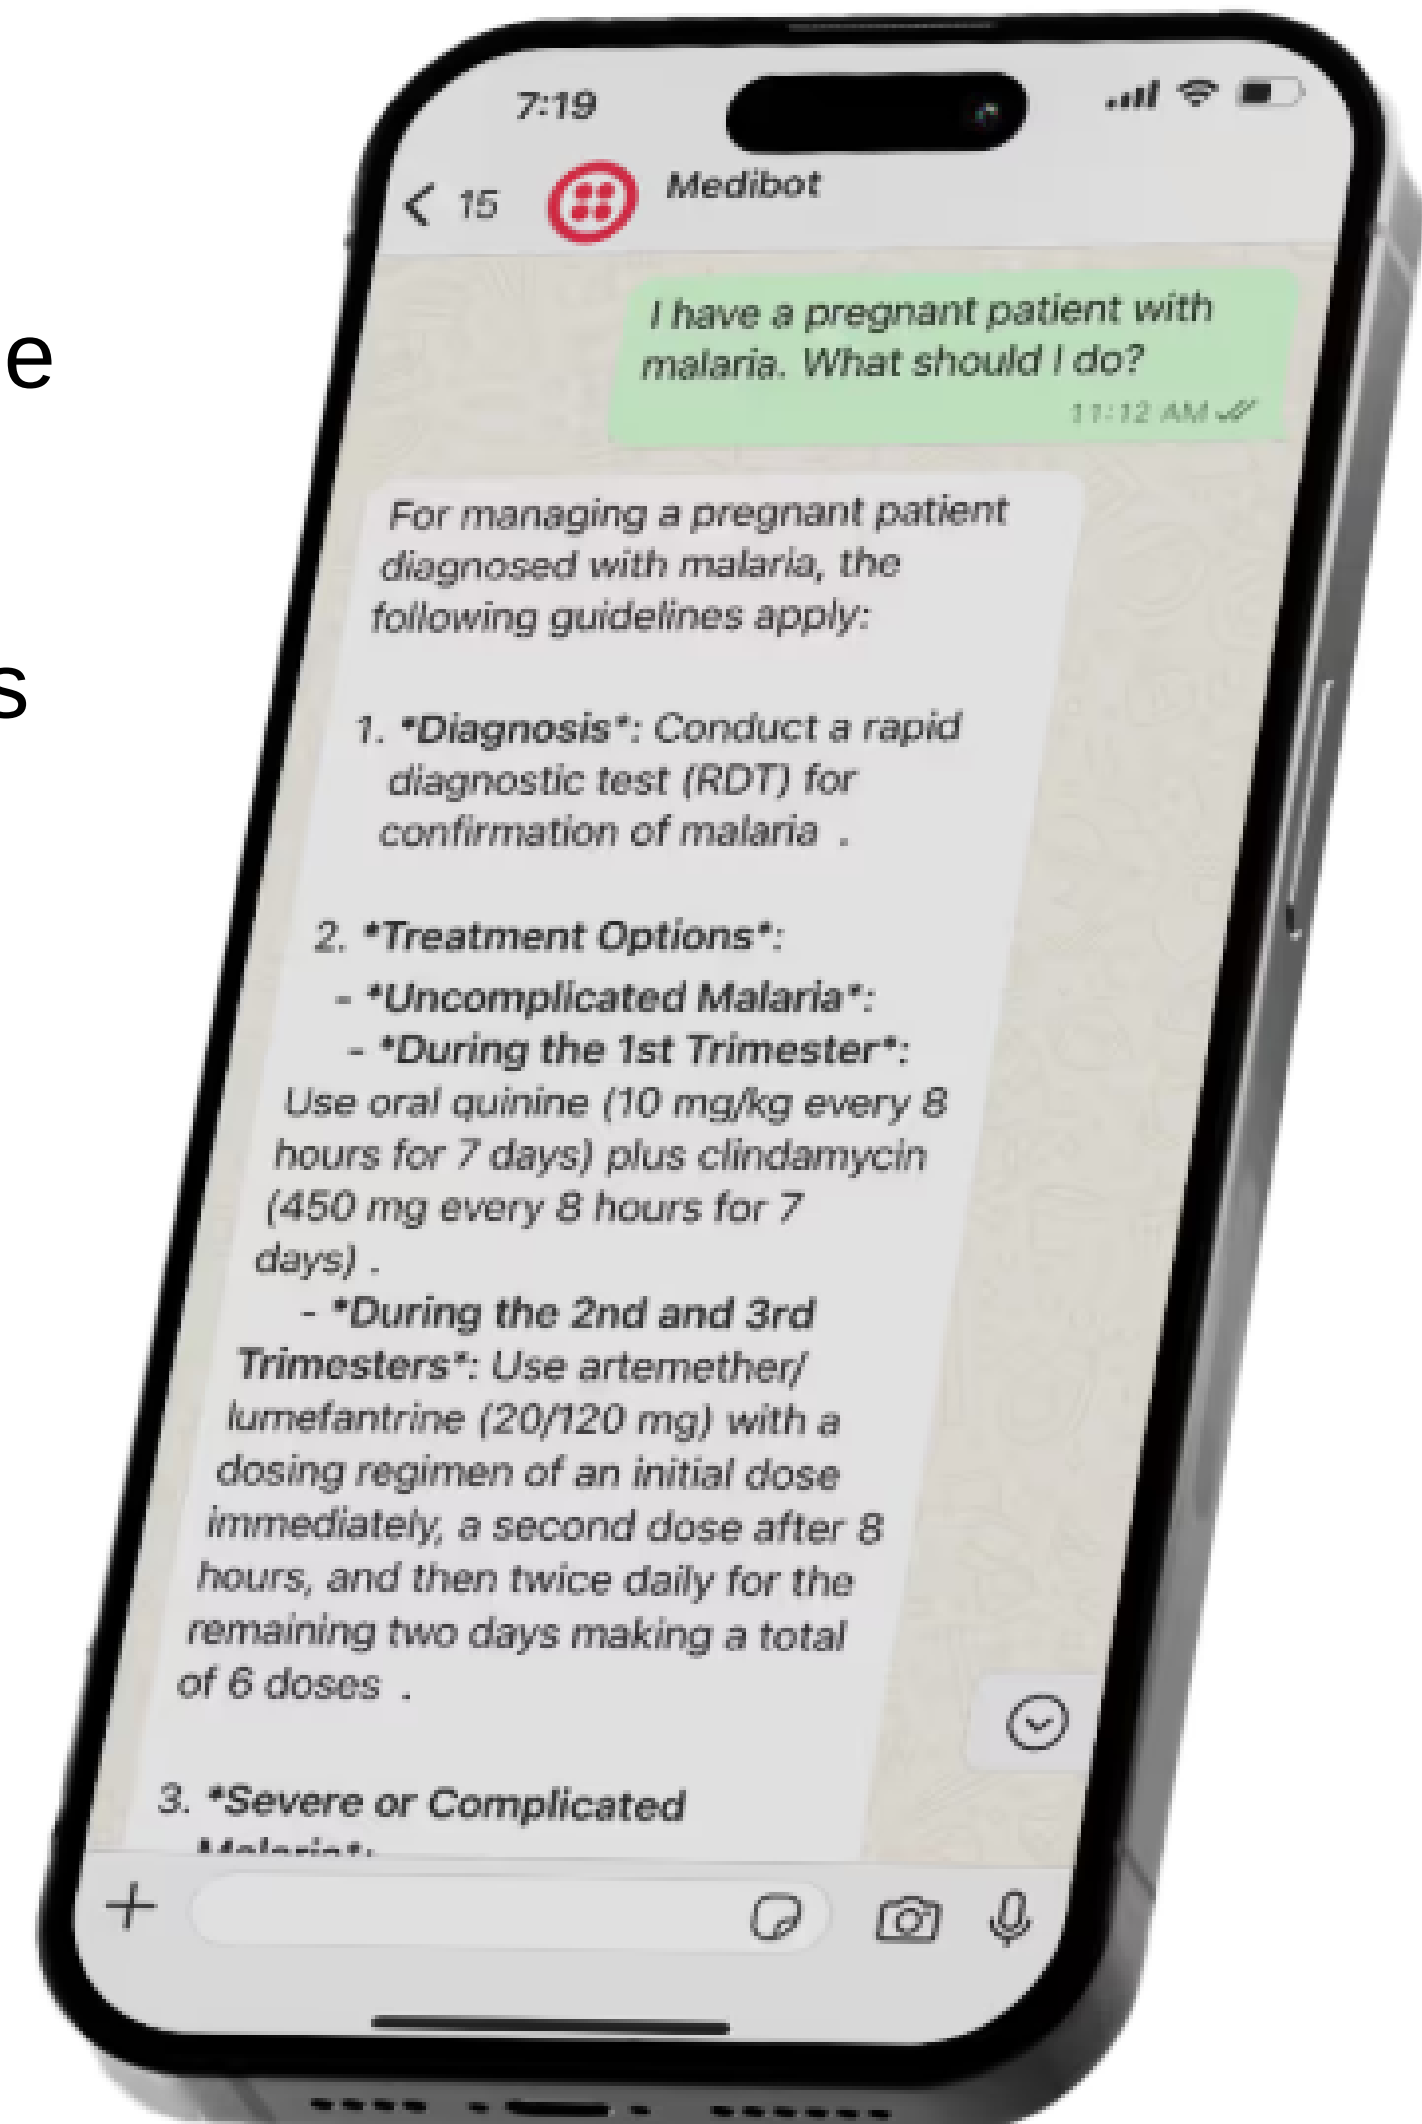 7:19
15
Medibot
I have a pregnant patient with
malaria. What should I do?
11:12 AM
e
For managing a pregnant patient
diagnosed with malaria, the
following guidelines apply:
s
1. *Diagnosis*: Conduct a rapid
diagnostic test (RDT) for
confirmation of malaria .
2. *Treatment Options*:
- *Uncomplicated Malaria*:
- *During the 1st Trimester*:
Use oral quinine (10 mg/kg every 8
hours for 7 days) plus clindamycin
(450 mg every 8 hours for 7
days) .
- *During the 2nd and 3rd
Trimesters*: Use artemether/
lumefantrine (20/120 mg) with a
dosing regimen of an initial dose
immediately, a second dose after 8
hours, and then twice daily for the
remaining two days making a total
of 6 doses .
3. *Severe or Complicated
Malaria*: